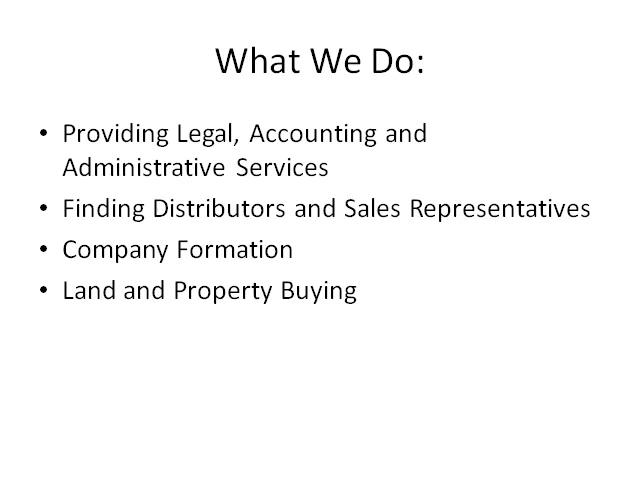 What We Do:
• Providing Legal, Accounting and
Administrative Services
• Finding Distributors and Sales Representatives
• Company Formation
• Land and Property Buying